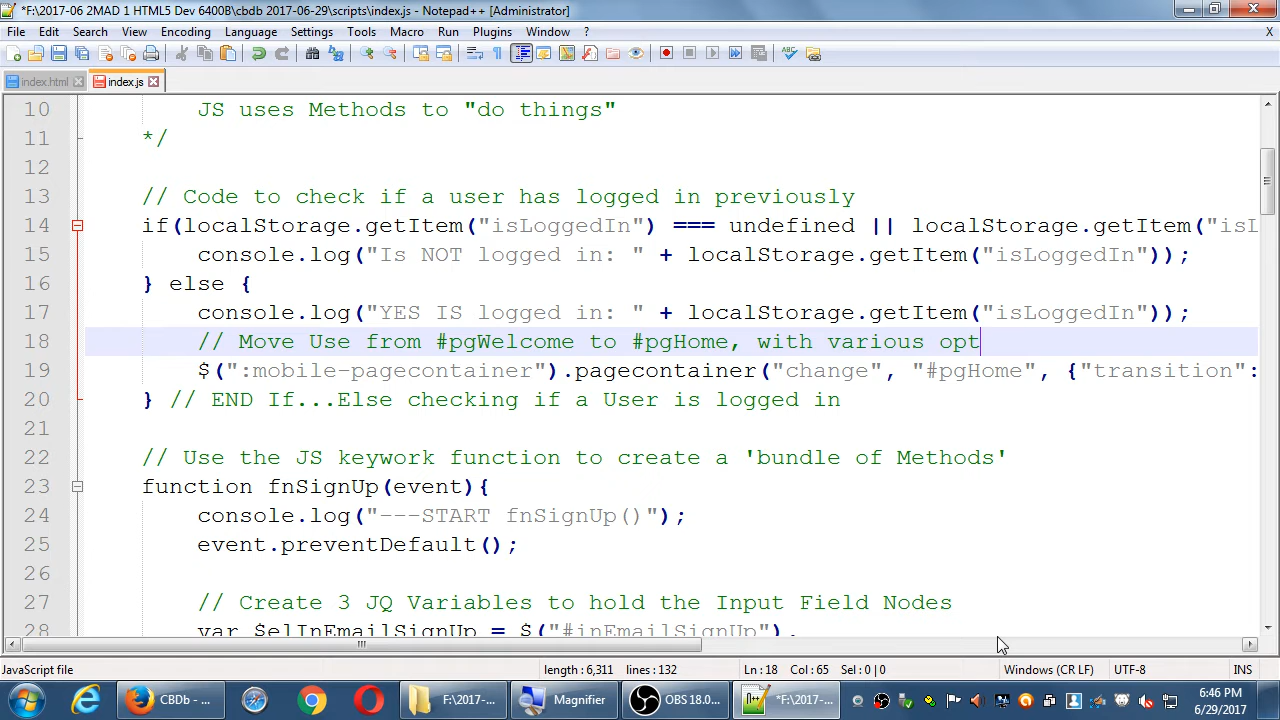 *F:\2017-06 2MAD 1 HTML5 Dev 6400B\cbdb 2017-06-29\scripts\index.js - Notepad++ [Administrator]
File Edit Search View Encoding Language Settings Tools Macro Run Plugins Window ? X
index.html index.js
10 JS uses Methods to "do things"
11 */
12
13 // Code to check if a user has logged in previously
14 if(localStorage.getItem("isLoggedIn") === undefined || localStorage.getItem("isL
15 console.log("Is NOT logged in: " + localStorage.getItem("isLoggedIn"));
16 } else {
17 console.log("YES IS logged in: " + localStorage.getItem("isLoggedIn"));
18 // Move Use from #pgWelcome to #pgHome, with various opt
19 $(":mobile-pagecontainer").pagecontainer("change", "#pgHome", {"transition":
20 } // END If...Else checking if a User is logged in
21
22 // Use the JS keywork function to create a 'bundle of Methods'
23 function fnSignUp(event){
24 console.log("---START fnSignUp()");
25 event.preventDefault();
26
27 // Create 3 JQ Variables to hold the Input Field Nodes
28 var $elInEmailSignUp = $("#inEmailSignUp"),
JavaScript file length : 6,311 lines : 132 Ln : 18 Col : 65 Sel : 0 | 0 Windows (CR LF) UTF-8 INS
CBDb - ... F:\2017-... Magnifier OBS 18.0... *F:\2017-... 6:46 PM
6/29/2017